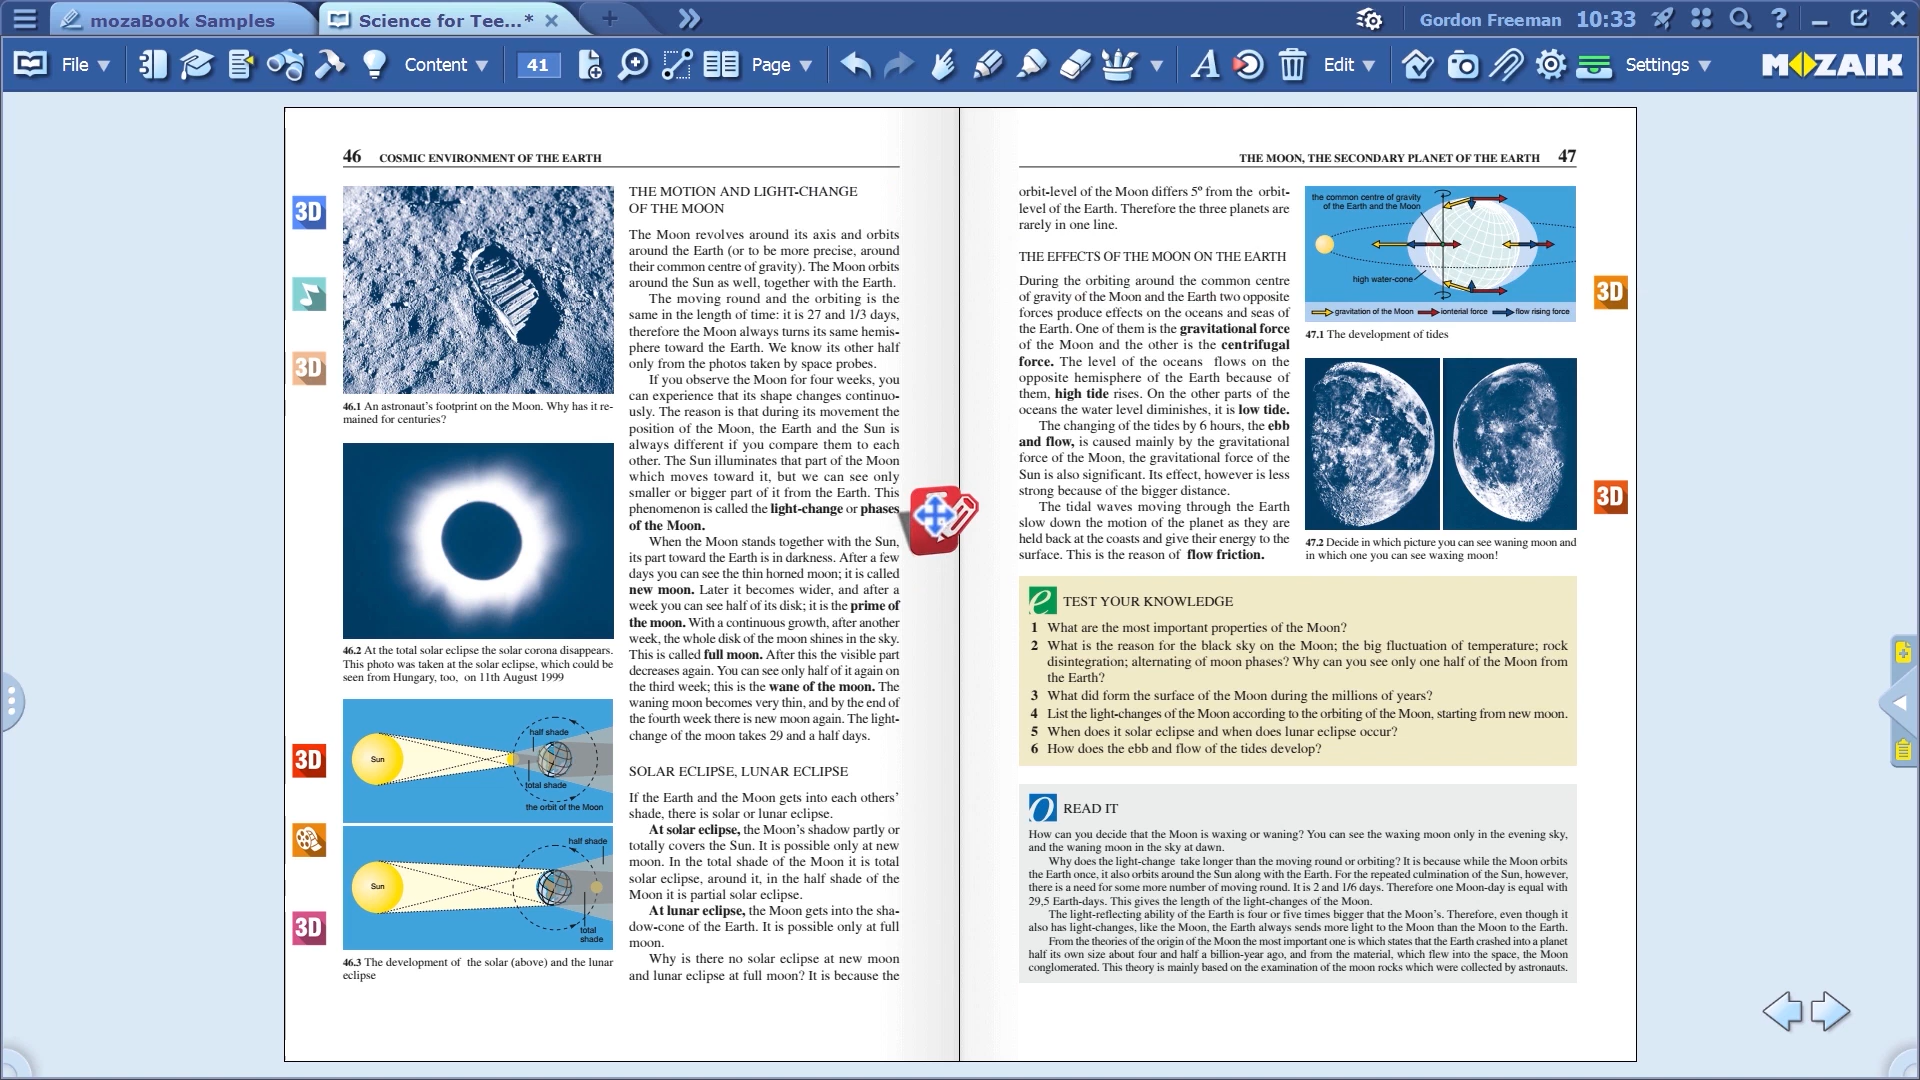 mozaBook Samples
Science for Tee...*
Gordon Freeman 10:33
File
Content
41
Page
Edit
Settings
MOZAIK
46 COSMIC ENVIRONMENT OF THE EARTH
3D
3D
46.1 An astronaut's footprint on the Moon. Why has it re-
mained for centuries?
46.2 At the total solar eclipse the solar corona disappears.
This photo was taken at the solar eclipse, which could be
seen from Hungary, too, on 11th August 1999
3D
Sun
half shade
total shade
the orbit of the Moon
Sun
half shade
total
shade
3D
46.3 The development of the solar (above) and the lunar
eclipse
THE MOTION AND LIGHT-CHANGE
OF THE MOON
The Moon revolves around its axis and orbits
around the Earth (or to be more precise, around
their common centre of gravity). The Moon orbits
around the Sun as well, together with the Earth.
The moving round and the orbiting is the
same in the length of time: it is 27 and 1/3 days,
therefore the Moon always turns its same hemis-
phere toward the Earth. We know its other half
only from the photos taken by space probes.
If you observe the Moon for four weeks, you
can experience that its shape changes continuo-
usly. The reason is that during its movement the
position of the Moon, the Earth and the Sun is
always different if you compare them to each
other. The Sun illuminates that part of the Moon
which moves toward it, but we can see only
smaller or bigger part of it from the Earth. This
phenomenon is called the light-change or phases
of the Moon.
When the Moon stands together with the Sun,
its part toward the Earth is in darkness. After a few
days you can see the thin horned moon; it is called
new moon. Later it becomes wider, and after a
week you can see half of its disk; it is the prime of
the moon. With a continuous growth, after another
week, the whole disk of the moon shines in the sky.
This is called full moon. After this the visible part
decreases again. You can see only half of it again on
the third week; this is the wane of the moon. The
waning moon becomes very thin, and by the end of
the fourth week there is new moon again. The light-
change of the moon takes 29 and a half days.
SOLAR ECLIPSE, LUNAR ECLIPSE
If the Earth and the Moon gets into each others'
shade, there is solar or lunar eclipse.
At solar eclipse, the Moon's shadow partly or
totally covers the Sun. It is possible only at new
moon. In the total shade of the Moon it is total
solar eclipse, around it, in the half shade of the
Moon it is partial solar eclipse.
At lunar eclipse, the Moon gets into the sha-
dow-cone of the Earth. It is possible only at full
moon.
Why is there no solar eclipse at new moon
and lunar eclipse at full moon? It is because the
THE MOON, THE SECONDARY PLANET OF THE EARTH 47
orbit-level of the Moon differs 5º from the orbit-
level of the Earth. Therefore the three planets are
rarely in one line.
THE EFFECTS OF THE MOON ON THE EARTH
During the orbiting around the common centre
of gravity of the Moon and the Earth two opposite
forces produce effects on the oceans and seas of
the Earth. One of them is the gravitational force
of the Moon and the other is the centrifugal
force. The level of the oceans flows on the
opposite hemisphere of the Earth because of
them, high tide rises. On the other parts of the
oceans the water level diminishes, it is low tide.
The changing of the tides by 6 hours, the ebb
and flow, is caused mainly by the gravitational
force of the Moon, the gravitational force of the
Sun is also significant. Its effect, however is less
strong because of the bigger distance.
The tidal waves moving through the Earth
slow down the motion of the planet as they are
held back at the coasts and give their energy to the
surface. This is the reason of flow friction.
the common centre of gravity
of the Earth and the Moon
high water-cone
gravitation of the Moon
ionterial force
flow rising force
3D
47.1 The development of tides
3D
47.2 Decide in which picture you can see waning moon and
in which one you can see waxing moon!
e TEST YOUR KNOWLEDGE
1 What are the most important properties of the Moon?
2 What is the reason for the black sky on the Moon; the big fluctuation of temperature; rock
disintegration; alternating of moon phases? Why can you see only one half of the Moon from
the Earth?
3 What did form the surface of the Moon during the millions of years?
4 List the light-changes of the Moon according to the orbiting of the Moon, starting from new moon.
5 When does it solar eclipse and when does lunar eclipse occur?
6 How does the ebb and flow of the tides develop?
O READ IT
How can you decide that the Moon is waxing or waning? You can see the waxing moon only in the evening sky,
and the waning moon in the sky at dawn.
Why does the light-change take longer than the moving round or orbiting? It is because while the Moon orbits
the Earth once, it also orbits around the Sun along with the Earth. For the repeated culmination of the Sun, however,
there is a need for some more number of moving round. It is 2 and 1/6 days. Therefore one Moon-day is equal with
29,5 Earth-days. This gives the length of the light-changes of the Moon.
The light-reflecting ability of the Earth is four or five times bigger that the Moon's. Therefore, even though it
also has light-changes, like the Moon, the Earth always sends more light to the Moon than the Moon to the Earth.
From the theories of the origin of the Moon the most important one is which states that the Earth crashed into a planet
half its own size about four and half a billion-year ago, and from the material, which flew into the space, the Moon
conglomerated. This theory is mainly based on the examination of the moon rocks which were collected by astronauts.